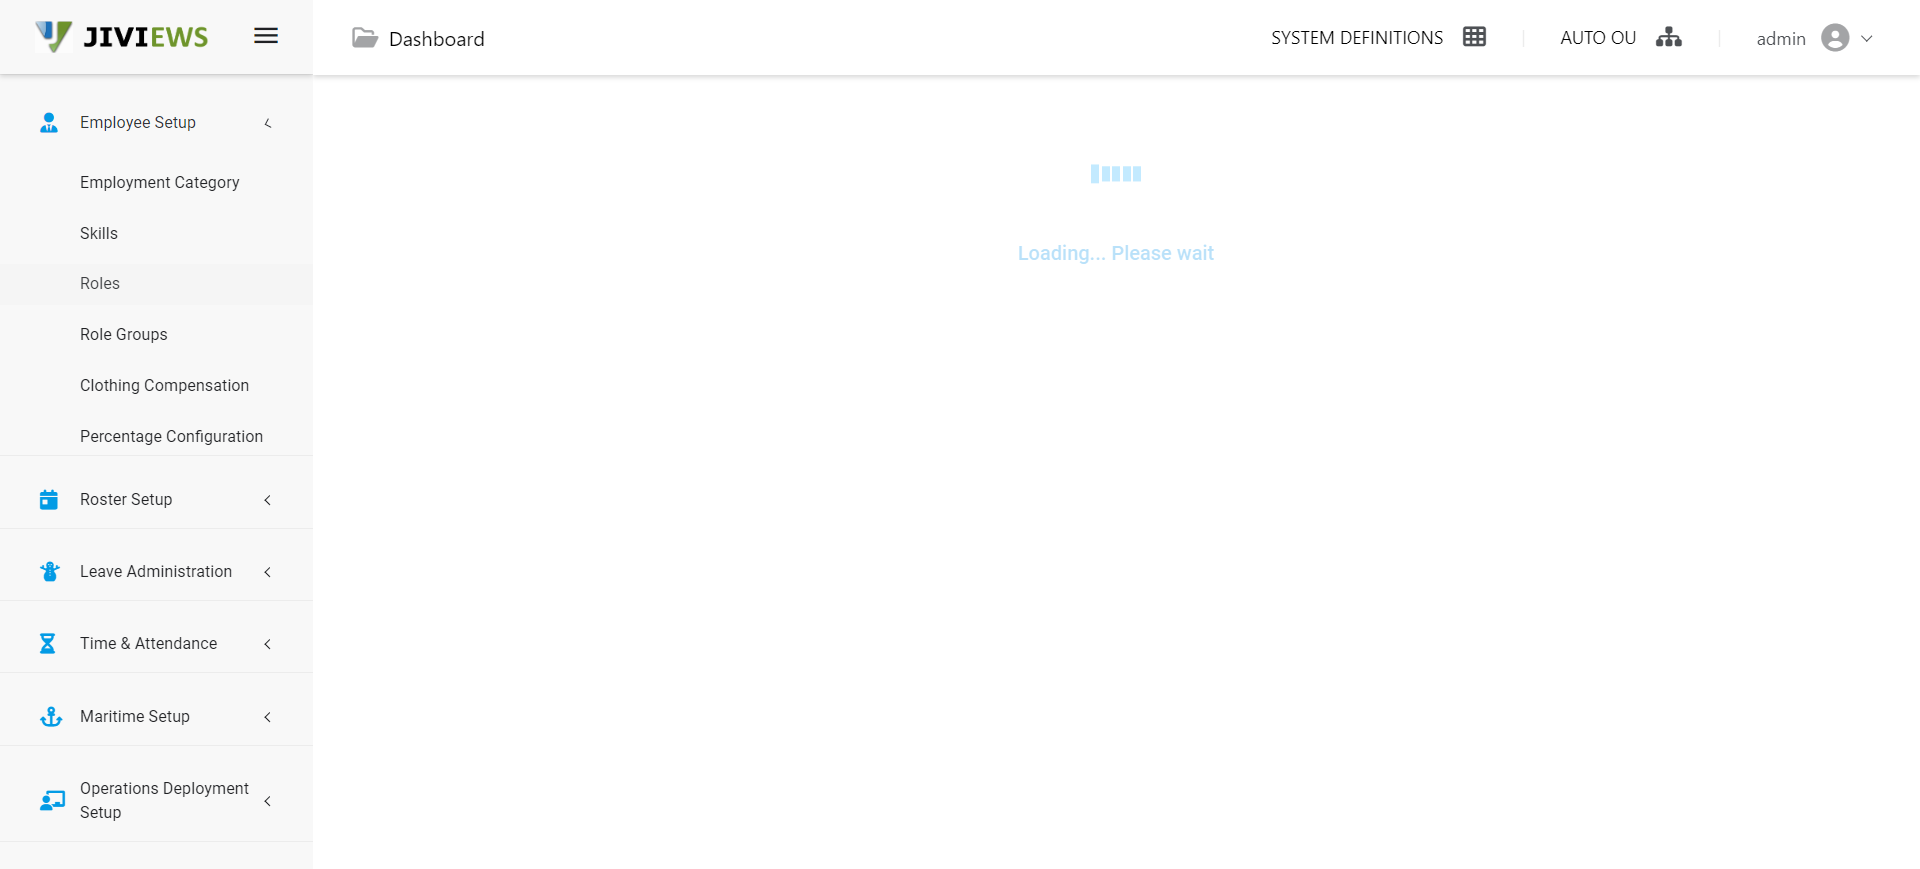 JIVIEWS
Dashboard
SYSTEM DEFINITIONS
AUTO OU
admin
Employee Setup
Employment Category
Skills
Roles
Role Groups
Clothing Compensation
Percentage Configuration
Roster Setup
Leave Administration
Time & Attendance
Maritime Setup
Operations Deployment
Setup
Loading... Please wait